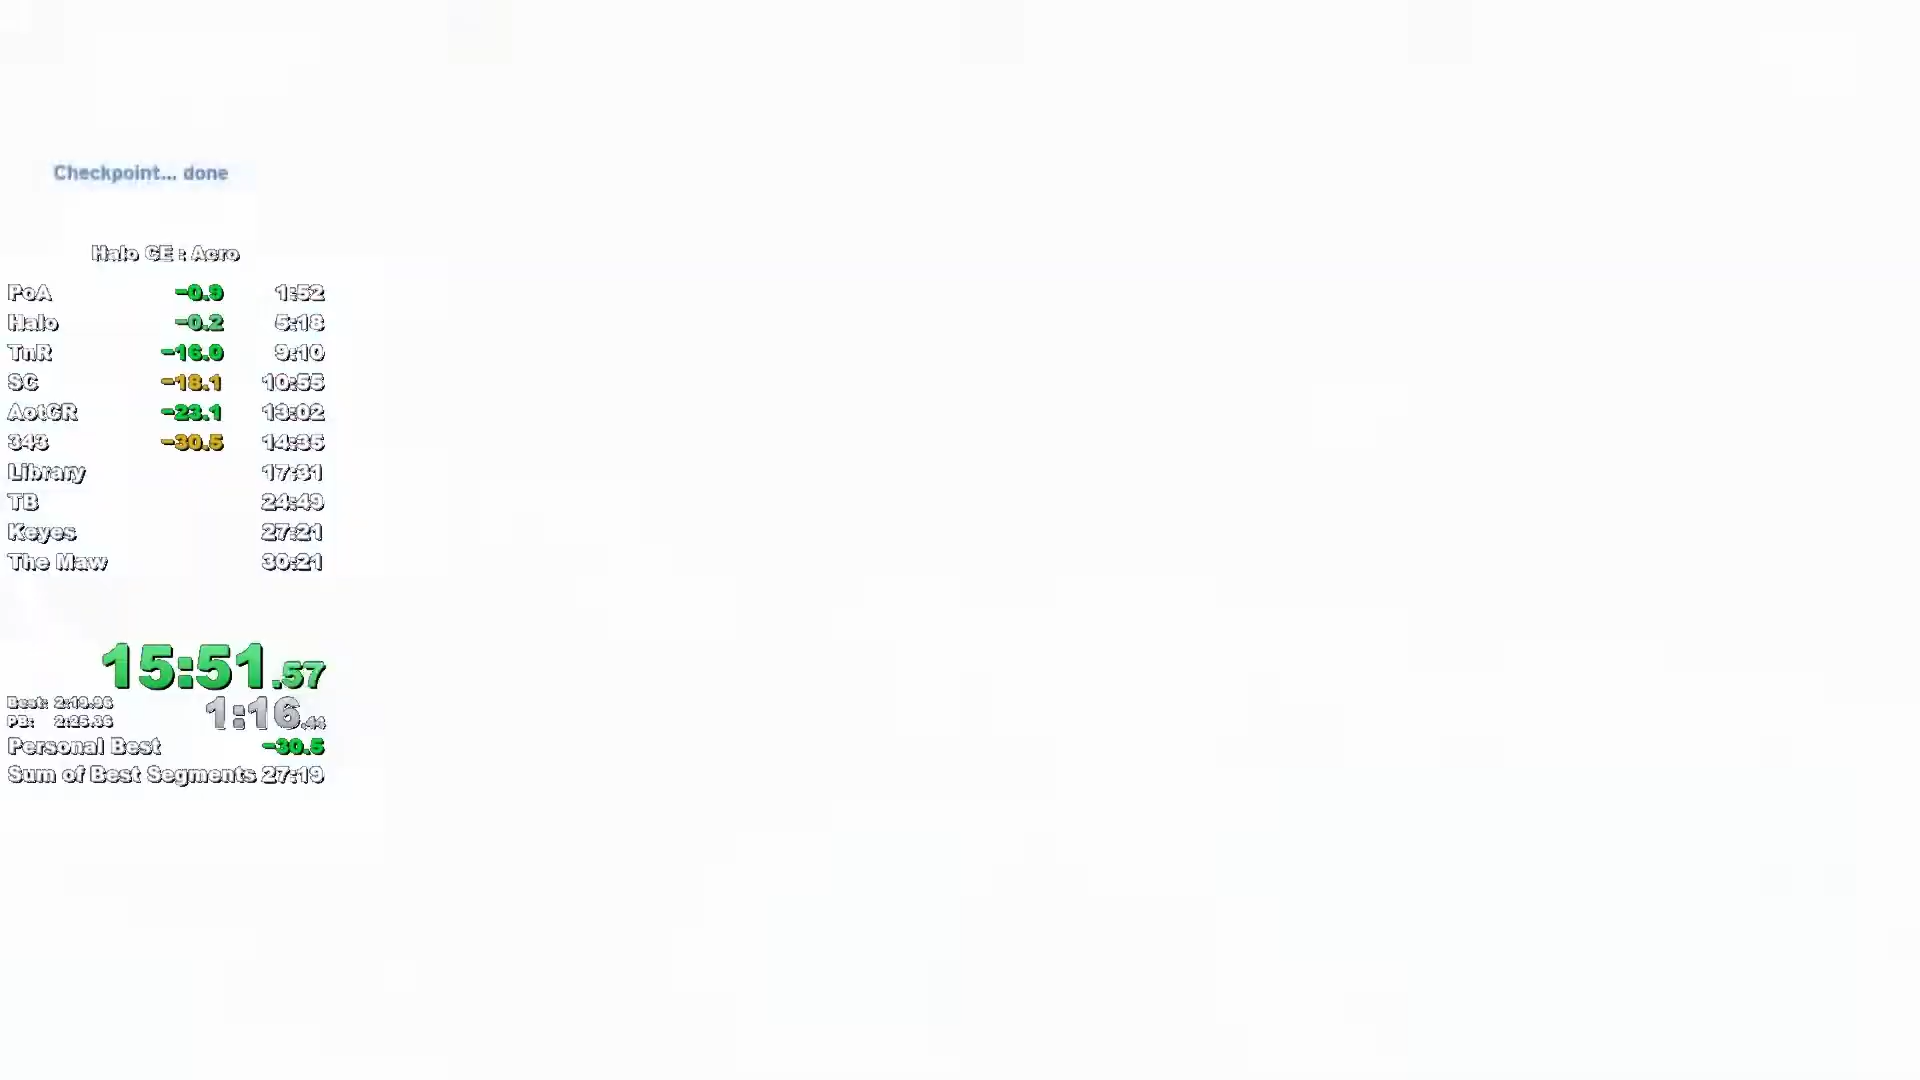 Checkpoint... done
Halo CE : Acro
PoA -0.9 1:52
Halo -0.2 5:18
TnR -16.0 9:10
SC -18.1 10:55
AotCR -23.1 13:02
343 -30.5 14:35
Library 17:31
TB 24:49
Keyes 27:21
The Maw 30:21
15:51.57
Best: 2:19.96 1:16.44
PB: 2:25.36
Personal Best -30.5
Sum of Best Segments 27:19